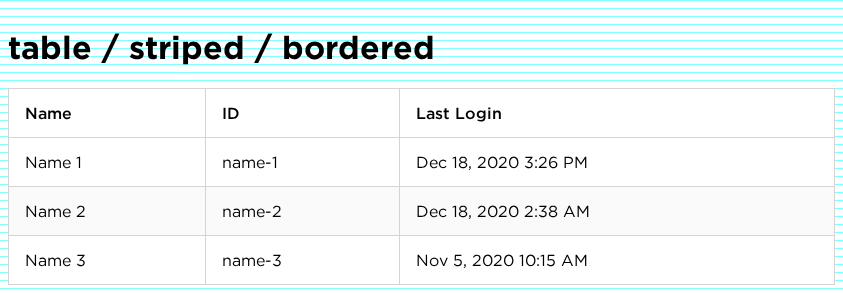 table / striped / bordered
Name ID Last Login
Name 1 name-1 Dec 18, 2020 3:26 PM
Name 2 name-2 Dec 18, 2020 2:38 AM
Name 3 name-3 Nov 5, 2020 10:15 AM